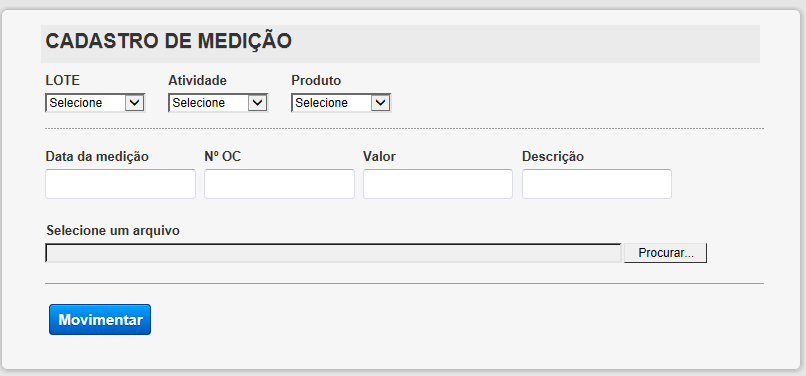 CADASTRO DE MEDIÇÃO
LOTE Atividade Produto
Selecione Selecione Selecione
Data da medição Nº OC Valor Descrição
Selecione um arquivo
Procurar...
Movimentar